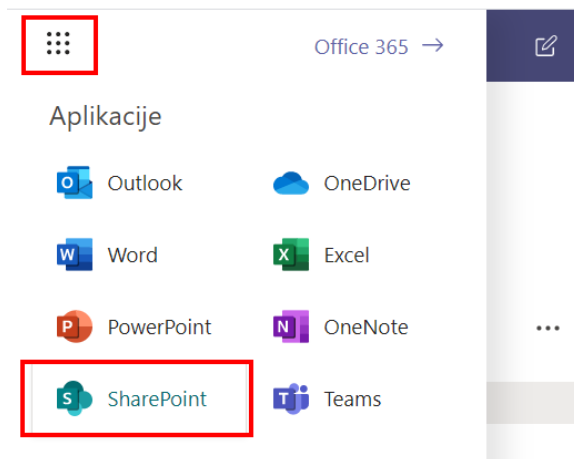 Office 365 →
Aplikacije
Outlook OneDrive
Word Excel
PowerPoint OneNote
SharePoint Teams